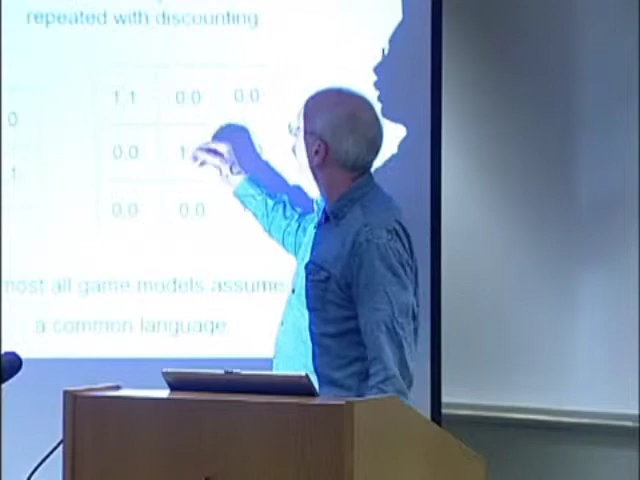 repeated with discounting
1.1 0.0 0.0
0
0.0
1
0.0 0.0
most all game models assume
a common language